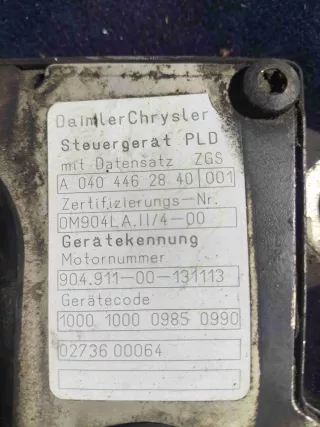 DaimlerChrysler
Steuergerät PLD
mit Datensatz ZGS
A 040 446 28 40 001
Zertifizierungs-Nr.
OM904LA.II/4-00
Gerätekennung
Motornummer
904.911-00-131113
Gerätecode
1000 1000 0985 0990
02736 00064